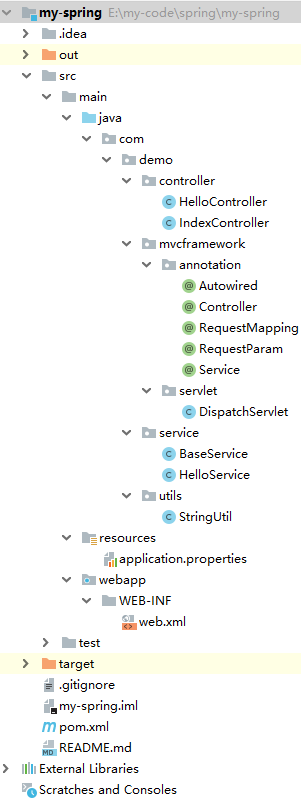 my-spring E:\my-code\spring\my-spring
.idea
out
src
main
java
com
demo
controller
HelloController
IndexController
mvcframework
annotation
Autowired
Controller
RequestMapping
RequestParam
Service
servlet
DispatchServlet
service
BaseService
HelloService
utils
StringUtil
resources
application.properties
webapp
WEB-INF
web.xml
test
target
.gitignore
my-spring.iml
pom.xml
README.md
External Libraries
Scratches and Consoles